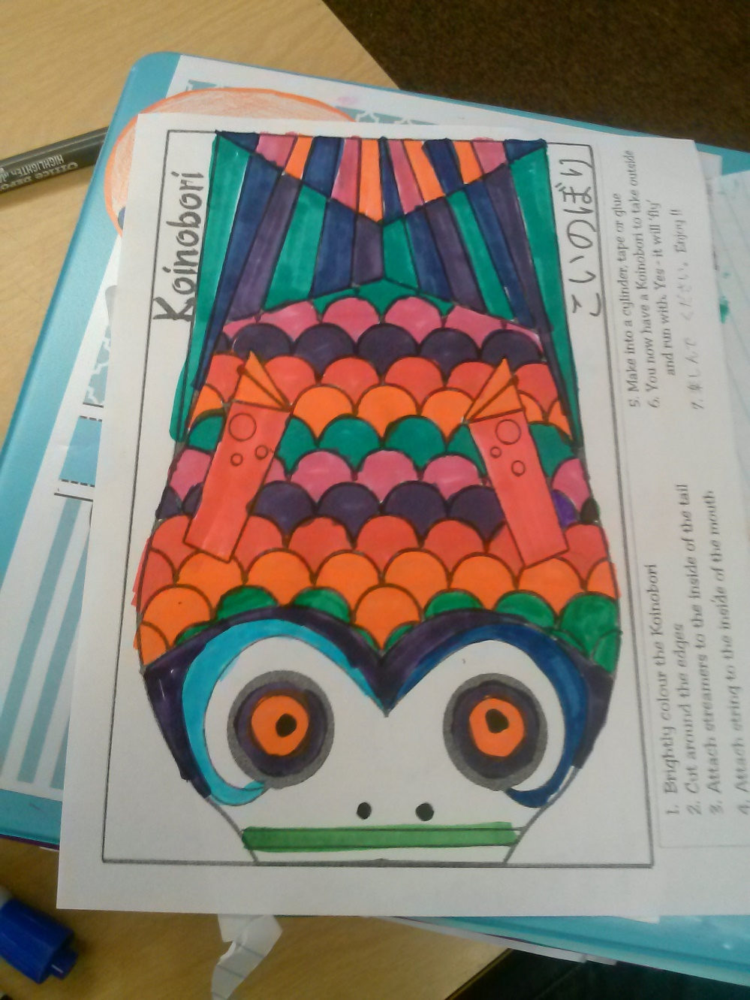 Koinobori
こいのぼり
1. Brightly colour the Koinobori
2. Cut around the edges
3. Attach streamers to the inside of the tail
4. Attach string to the inside of the mouth
5. Make into a cylinder, tape or glue
6. You now have a Koinobori to take outside
and run with. Yes - it will 'fly'
7. 楽しんで ください。 Enjoy!!
OFFICE DEPOT
HIGHLIGHTER